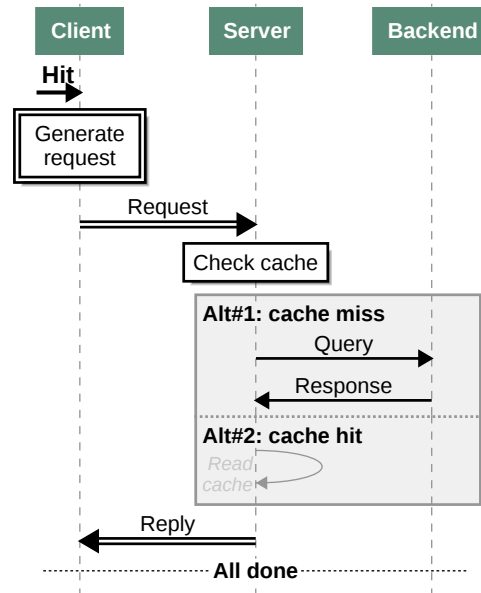 Client Server Backend
Hit
Generate
request
Request
Check cache
Alt#1: cache miss
Query
Response
Alt#2: cache hit
Read
cache
Reply
All done